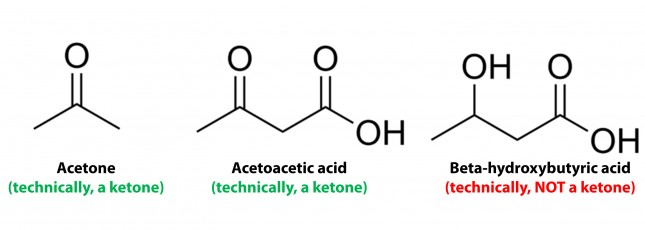 O
O
O
OH
OH
O
OH
Acetone
(technically, a ketone)
Acetoacetic acid
(technically, a ketone)
Beta-hydroxybutyric acid
(technically, NOT a ketone)